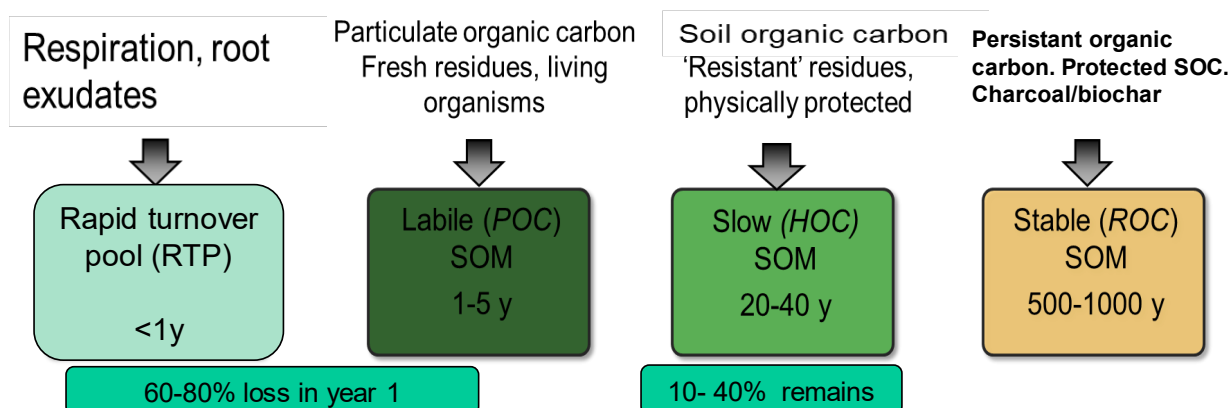 Respiration, root
exudates
Particulate organic carbon
Fresh residues, living
organisms
Soil organic carbon
‘Resistant’ residues,
physically protected
Persistant organic
carbon. Protected SOC.
Charcoal/biochar
Rapid turnover
pool (RTP)
<1y
Labile (POC)
SOM
1-5 y
Slow (HOC)
SOM
20-40 y
Stable (ROC)
SOM
500-1000 y
60-80% loss in year 1
10- 40% remains